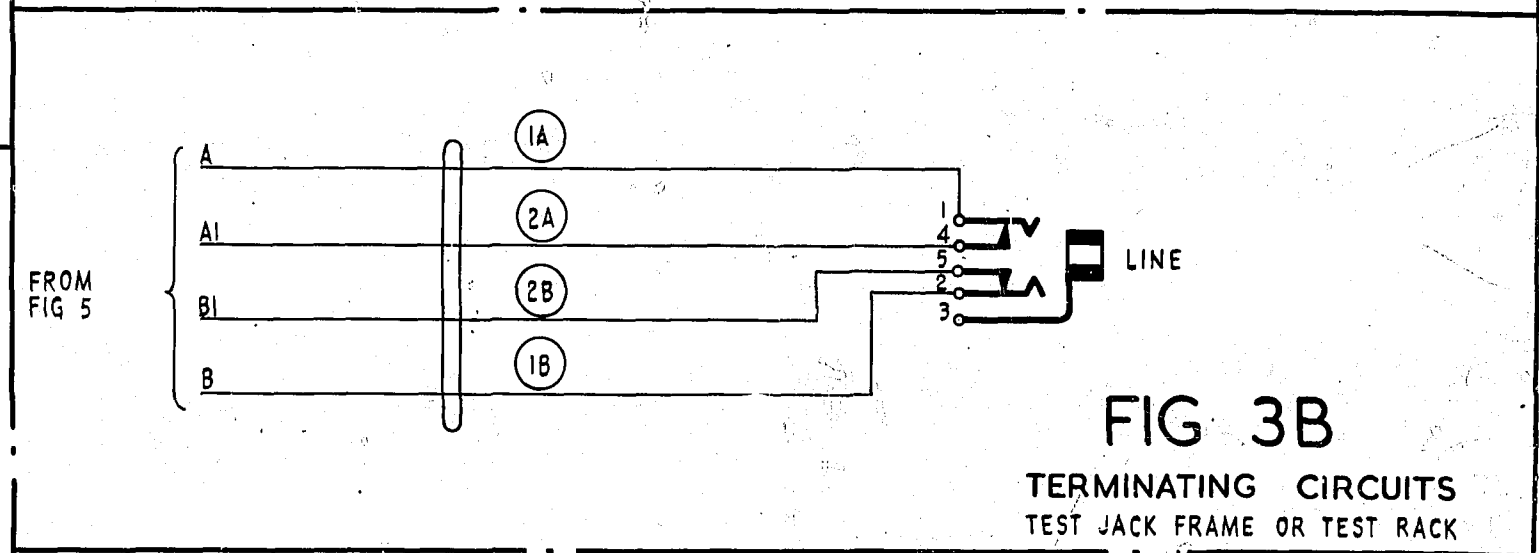 A
1A
A1
2A
B1
2B
B
1B
FROM
FIG 5
1
4
5
2
3
LINE
FIG 3B
TERMINATING CIRCUITS
TEST JACK FRAME OR TEST RACK